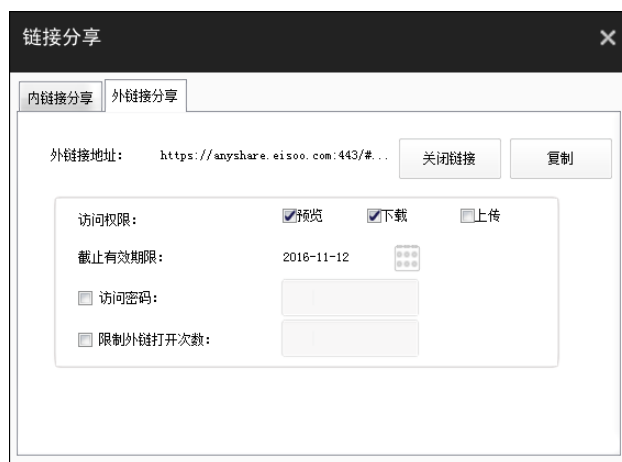 链接分享
内链接分享 外链接分享
外链接地址： https://anyshare.eisoo.com:443/#... 关闭链接 复制
访问权限： 预览 下载 上传
截止有效期限： 2016-11-12
访问密码：
限制外链打开次数：